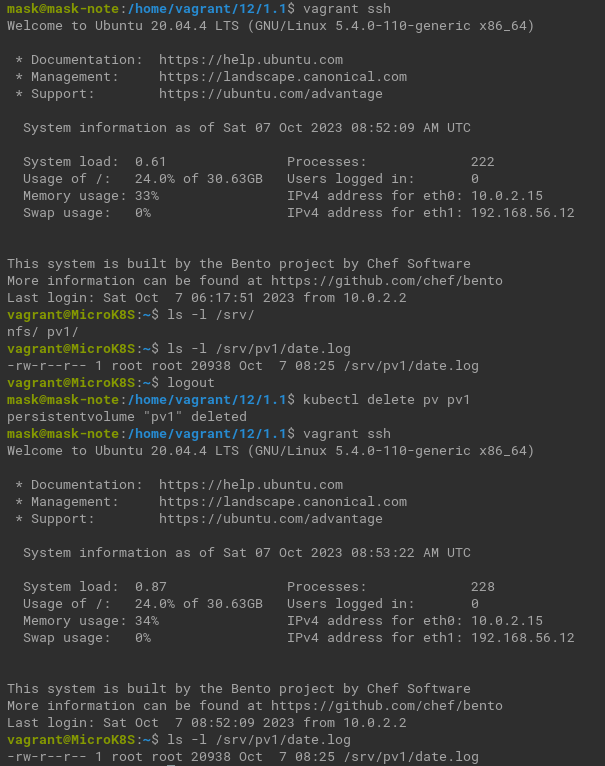 mask@mask-note:/home/vagrant/12/1.1$ vagrant ssh
Welcome to Ubuntu 20.04.4 LTS (GNU/Linux 5.4.0-110-generic x86_64)
* Documentation:  https://help.ubuntu.com
* Management:     https://landscape.canonical.com
* Support:        https://ubuntu.com/advantage
System information as of Sat 07 Oct 2023 08:52:09 AM UTC
System load:  0.61               Processes:             222
Usage of /:   24.0% of 30.63GB   Users logged in:       0
Memory usage: 33%                IPv4 address for eth0: 10.0.2.15
Swap usage:   0%                 IPv4 address for eth1: 192.168.56.12
This system is built by the Bento project by Chef Software
More information can be found at https://github.com/chef/bento
Last login: Sat Oct  7 06:17:51 2023 from 10.0.2.2
vagrant@MicroK8S:~$ ls -l /srv/
nfs/ pv1/
vagrant@MicroK8S:~$ ls -l /srv/pv1/date.log
-rw-r--r-- 1 root root 20938 Oct  7 08:25 /srv/pv1/date.log
vagrant@MicroK8S:~$ logout
mask@mask-note:/home/vagrant/12/1.1$ kubectl delete pv pv1
persistentvolume "pv1" deleted
mask@mask-note:/home/vagrant/12/1.1$ vagrant ssh
Welcome to Ubuntu 20.04.4 LTS (GNU/Linux 5.4.0-110-generic x86_64)
* Documentation:  https://help.ubuntu.com
* Management:     https://landscape.canonical.com
* Support:        https://ubuntu.com/advantage
System information as of Sat 07 Oct 2023 08:53:22 AM UTC
System load:  0.87               Processes:             228
Usage of /:   24.0% of 30.63GB   Users logged in:       0
Memory usage: 34%                IPv4 address for eth0: 10.0.2.15
Swap usage:   0%                 IPv4 address for eth1: 192.168.56.12
This system is built by the Bento project by Chef Software
More information can be found at https://github.com/chef/bento
Last login: Sat Oct  7 08:52:09 2023 from 10.0.2.2
vagrant@MicroK8S:~$ ls -l /srv/pv1/date.log
-rw-r--r-- 1 root root 20938 Oct  7 08:25 /srv/pv1/date.log